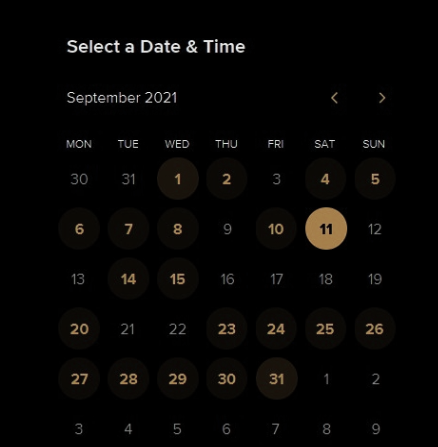 Select a Date & Time
September 2021
MON TUE WED THU FRI SAT SUN
30 31 1 2 3 4 5
6 7 8 9 10 11 12
13 14 15 16 17 18 19
20 21 22 23 24 25 26
27 28 29 30 31 1 2
3 4 5 6 7 8 9